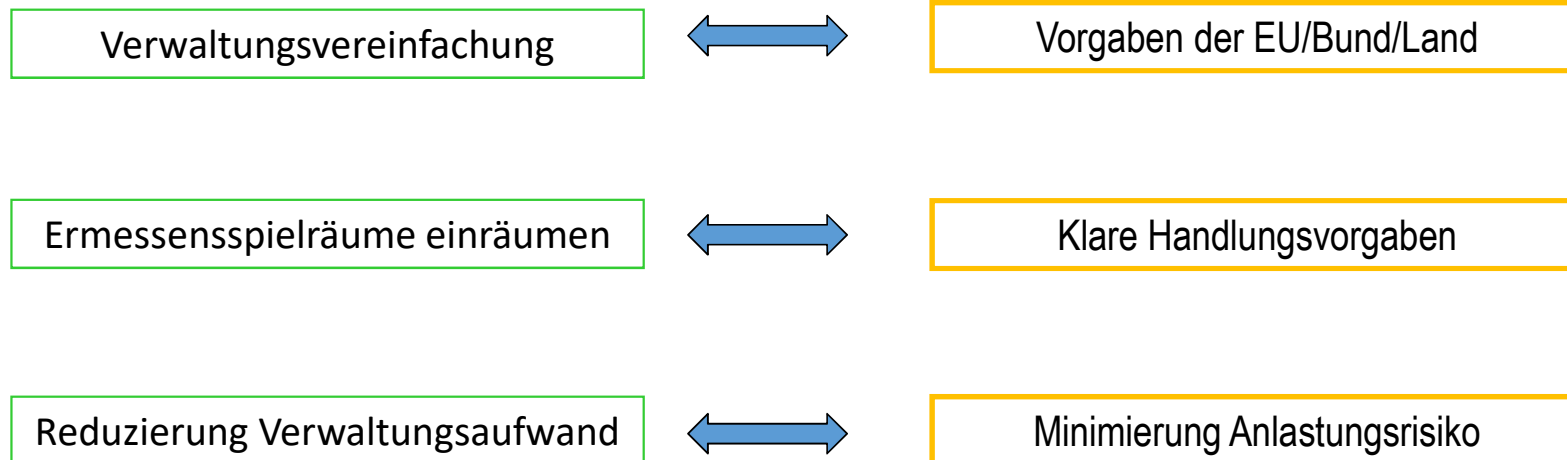 Verwaltungsvereinfachung
Vorgaben der EU/Bund/Land
Ermessensspielräume einräumen
Klare Handlungsvorgaben
Reduzierung Verwaltungsaufwand
Minimierung Anlastungsrisiko